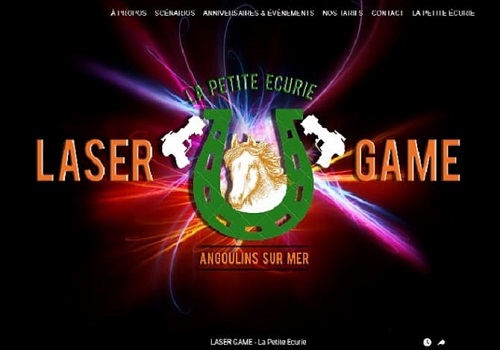 À PROPOS SCÉNARIOS ANNIVERSAIRES & ÉVÉNEMENTS NOS TARIFS CONTACT LA PETITE ÉCURIE
LA PETITE ECURIE
LASER GAME
ANGOULINS SUR MER
LASER GAME - La Petite Ecurie